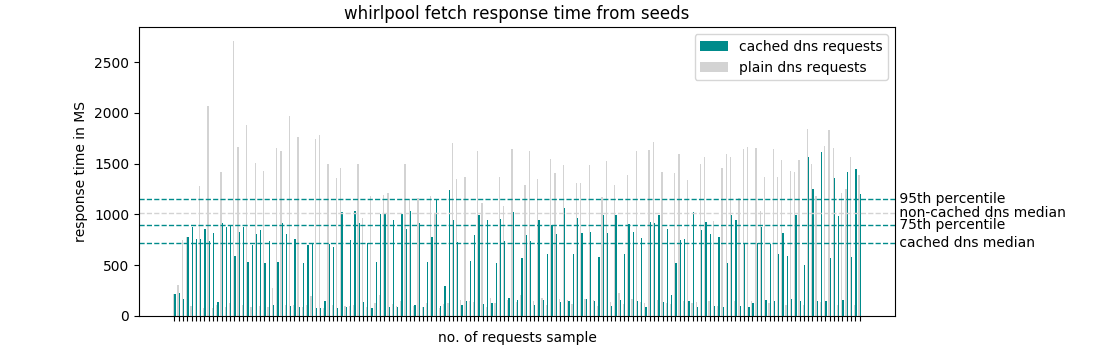 whirlpool fetch response time from seeds
cached dns requests
plain dns requests
response time in MS
2500
2000
1500
1000
500
0
95th percentile
non-cached dns median
75th percentile
cached dns median
no. of requests sample